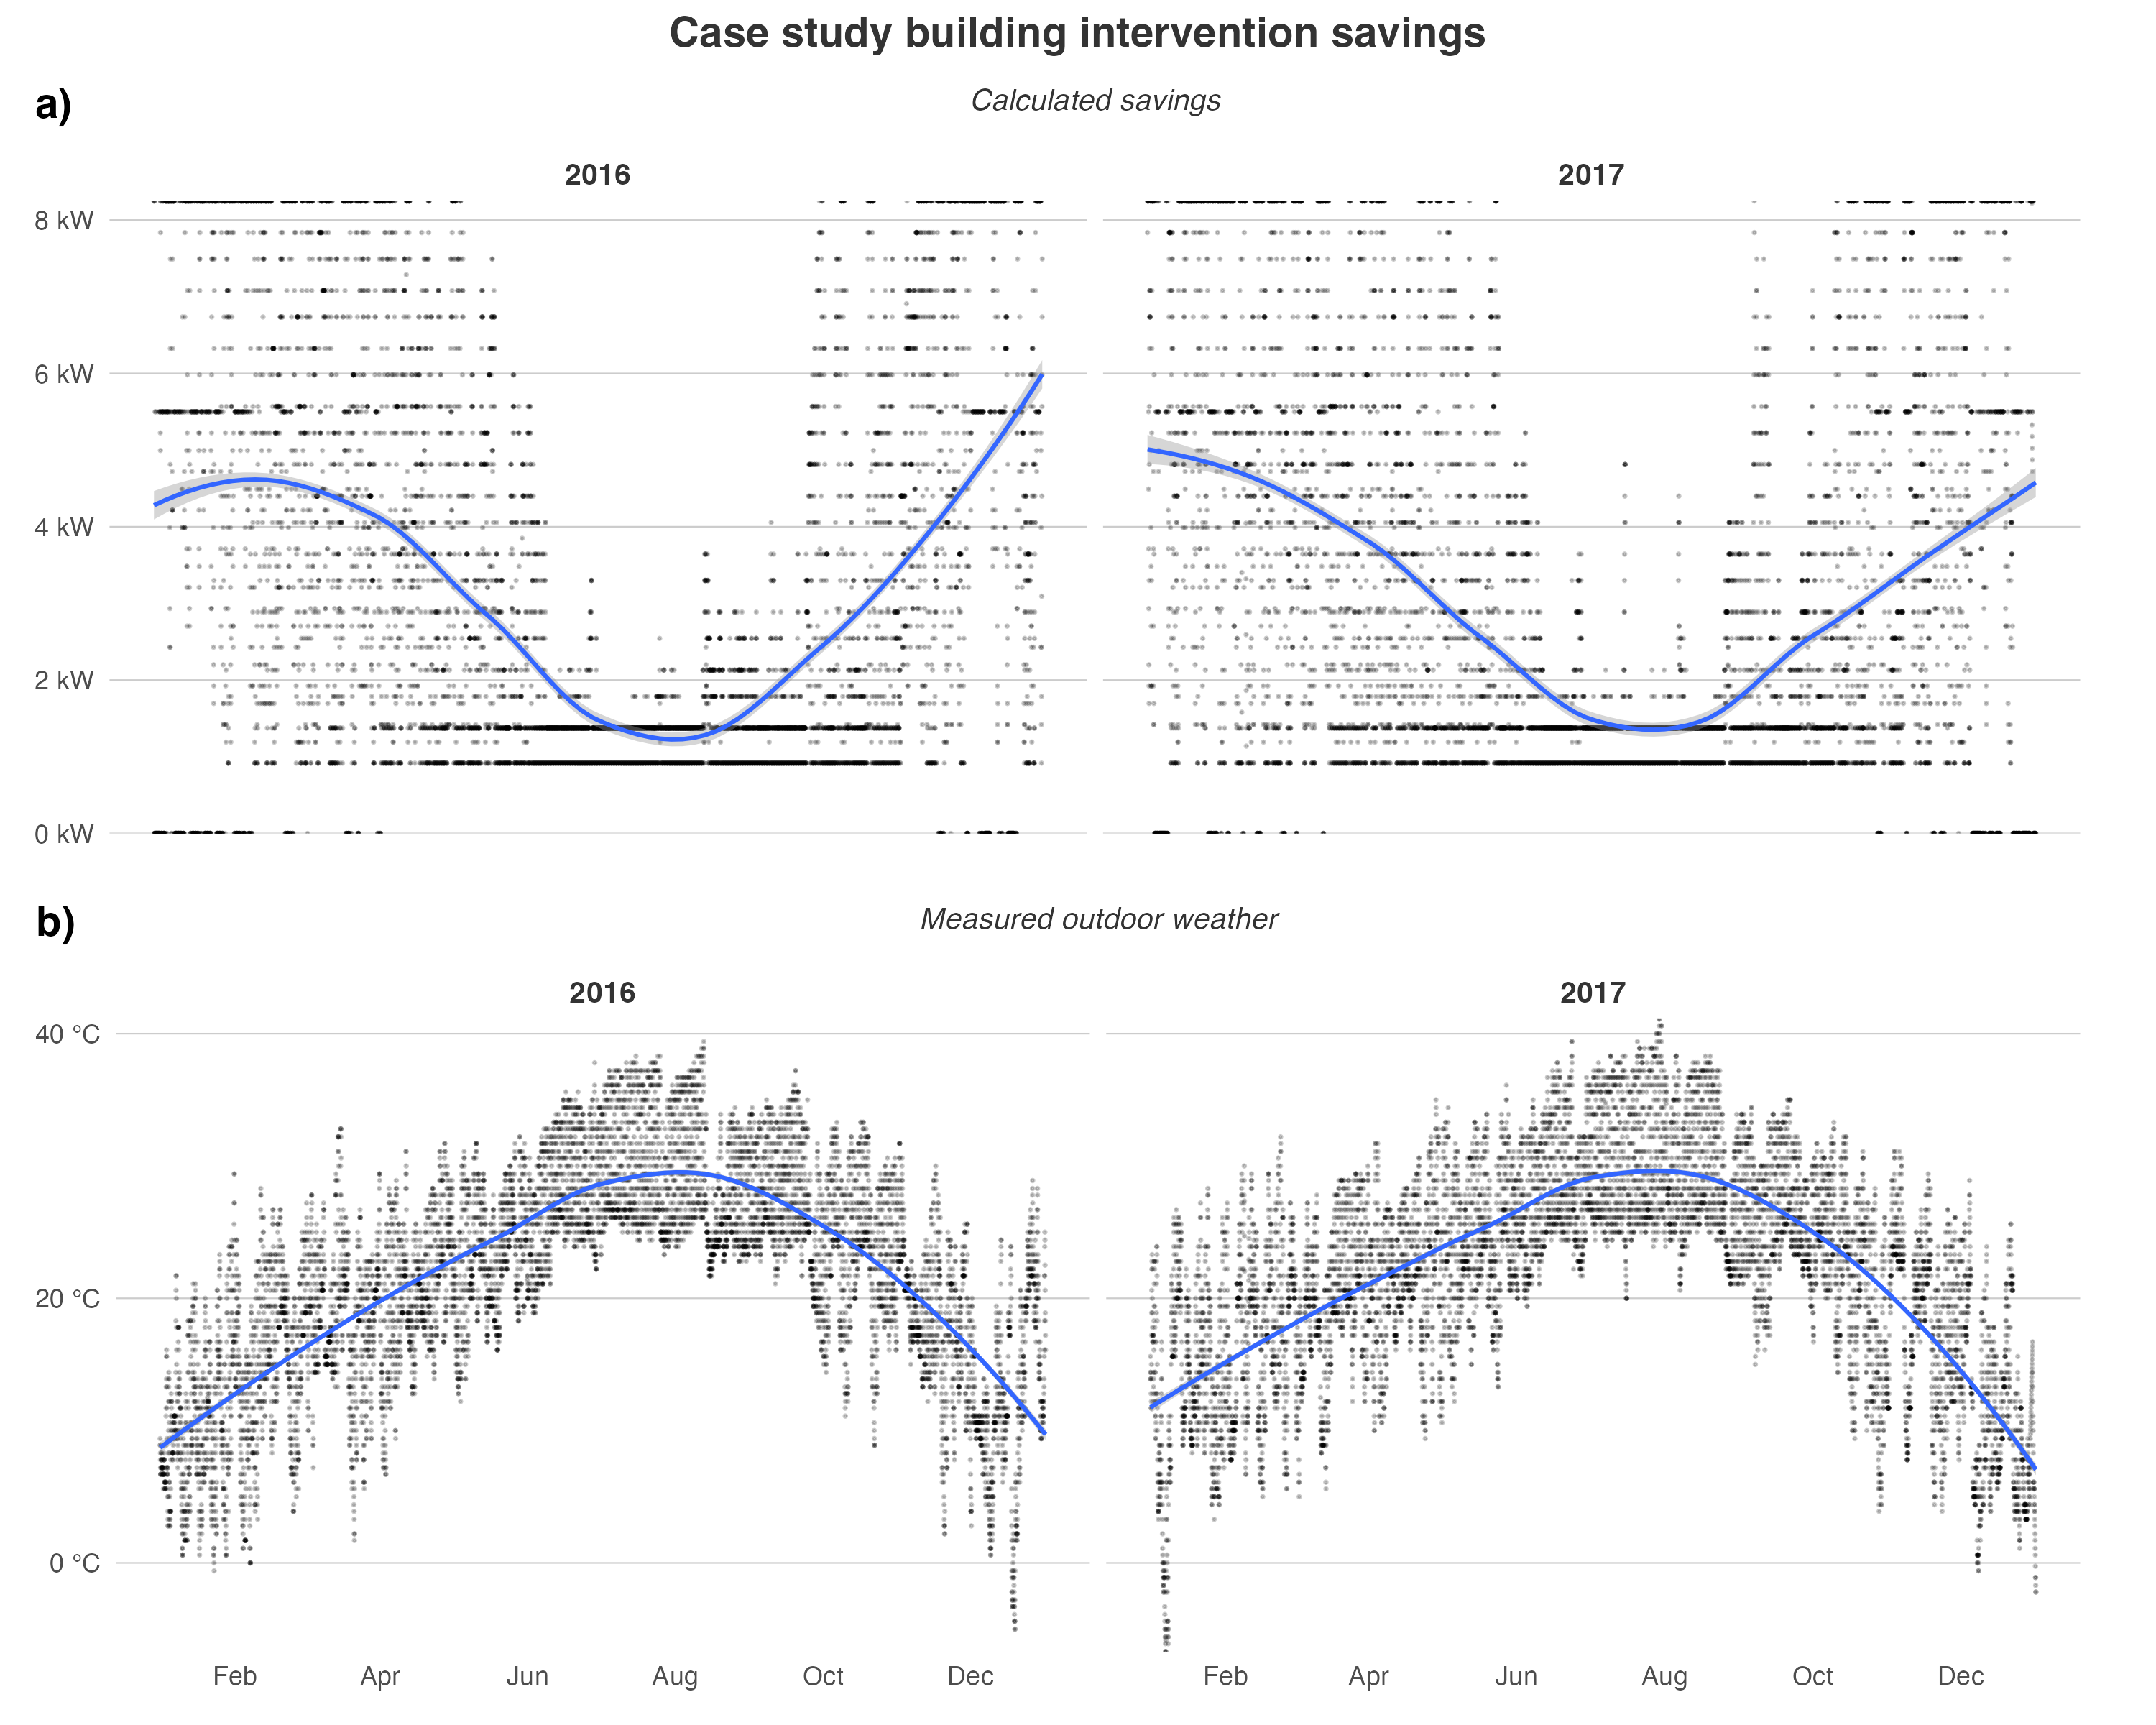 Case study building intervention savings
a)
Calculated savings
2016 2017
8 kW
6 kW
4 kW
2 kW
0 kW
b)
Measured outdoor weather
2016 2017
40 °C
20 °C
0 °C
Feb Apr Jun Aug Oct Dec Feb Apr Jun Aug Oct Dec